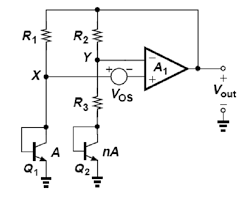 R1 R2
Y − A1
X + − +
VOS + Vout −
R3
A nA
Q1 Q2